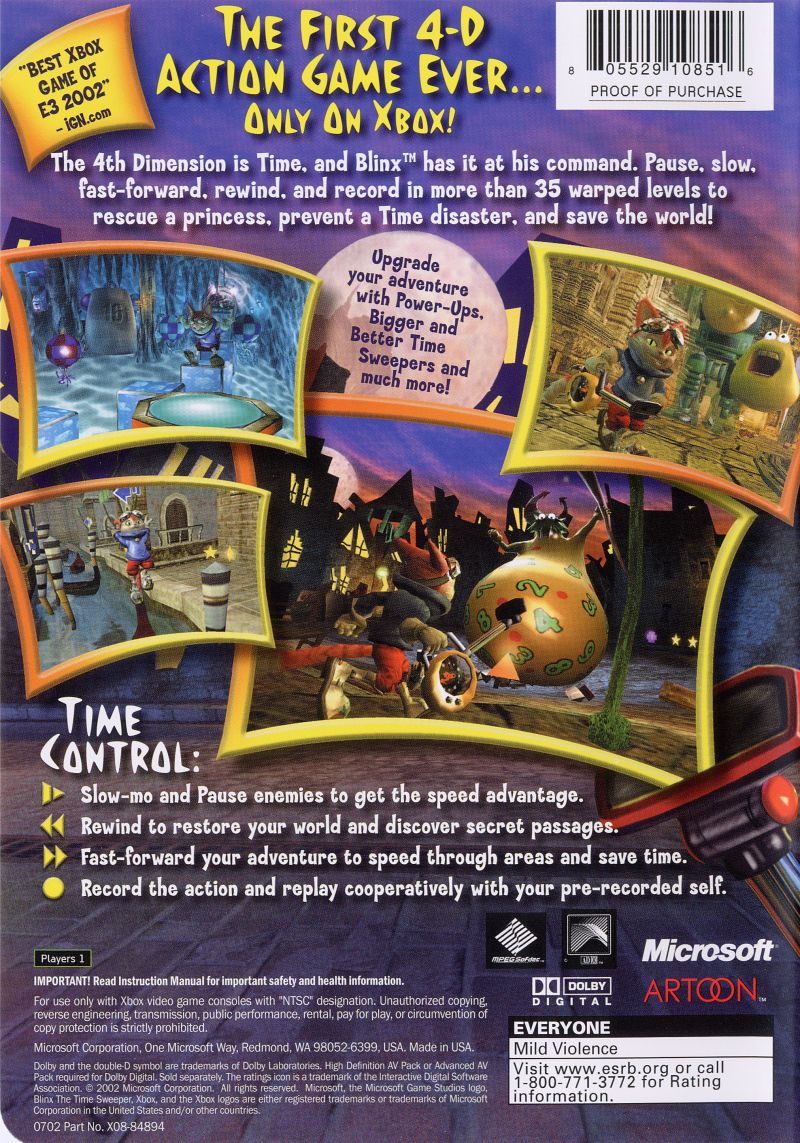 "BEST XBOX
GAME OF
E3 2002"
- iGN.com
THE FIRST 4-D
ACTION GAME EVER...
ONLY ON XBOX!
8 05529 10851 6
PROOF OF PURCHASE
The 4th Dimension is Time, and Blinx™ has it at his command. Pause, slow,
fast-forward, rewind, and record in more than 35 warped levels to
rescue a princess, prevent a Time disaster, and save the world!
Upgrade
your adventure
with Power-Ups,
Bigger and
Better Time
Sweepers and
much more!
TIME
CONTROL:
Slow-mo and Pause enemies to get the speed advantage.
Rewind to restore your world and discover secret passages.
Fast-forward your adventure to speed through areas and save time.
Record the action and replay cooperatively with your pre-recorded self.
Players 1
IMPORTANT! Read Instruction Manual for important safety and health information.
For use only with Xbox video game consoles with "NTSC" designation. Unauthorized copying,
reverse engineering, transmission, public performance, rental, pay for play, or circumvention of
copy protection is strictly prohibited.
Microsoft Corporation, One Microsoft Way, Redmond, WA 98052-6399, USA. Made in USA.
Dolby and the double-D symbol are trademarks of Dolby Laboratories. High Definition AV Pack or Advanced AV
Pack required for Dolby Digital. Sold separately. The ratings icon is a trademark of the Interactive Digital Software
Association. © 2002 Microsoft Corporation. All rights reserved. Microsoft, the Microsoft Game Studios logo,
Blinx The Time Sweeper, Xbox, and the Xbox logos are either registered trademarks or trademarks of Microsoft
Corporation in the United States and/or other countries.
0702 Part No. X08-84894
MPEG Sofdec™
Microsoft®
DOLBY
DIGITAL
ARTOON™
EVERYONE
Mild Violence
Visit www.esrb.org or call
1-800-771-3772 for Rating
information.